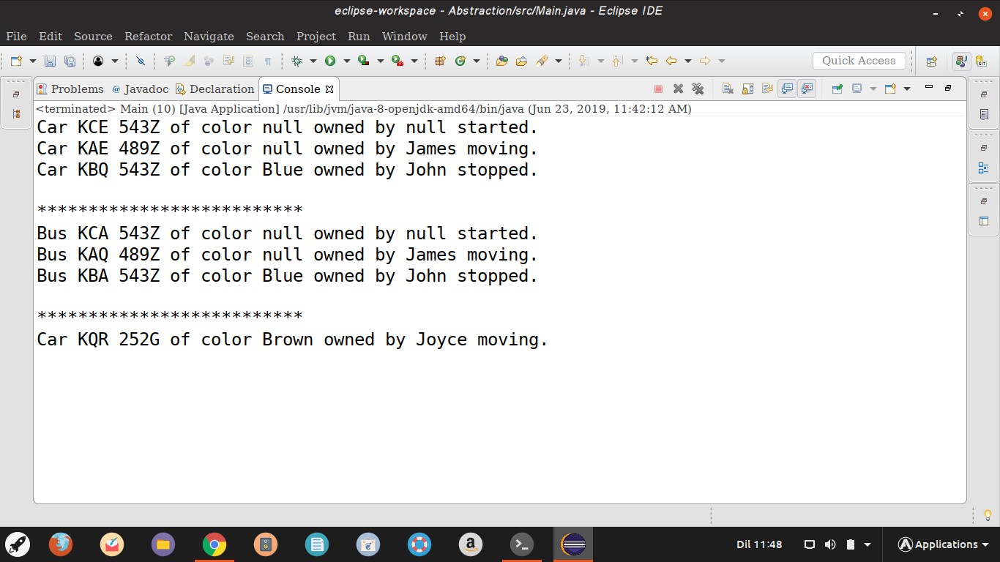 eclipse-workspace - Abstraction/src/Main.java - Eclipse IDE
File Edit Source Refactor Navigate Search Project Run Window Help
Quick Access
Problems @ Javadoc Declaration Console
<terminated> Main (10) [Java Application] /usr/lib/jvm/java-8-openjdk-amd64/bin/java (Jun 23, 2019, 11:42:12 AM)
Car KCE 543Z of color null owned by null started.
Car KAE 489Z of color null owned by James moving.
Car KBQ 543Z of color Blue owned by John stopped.
**************************
Bus KCA 543Z of color null owned by null started.
Bus KAQ 489Z of color null owned by James moving.
Bus KBA 543Z of color Blue owned by John stopped.
**************************
Car KQR 252G of color Brown owned by Joyce moving.
Dil 11:48 Applications